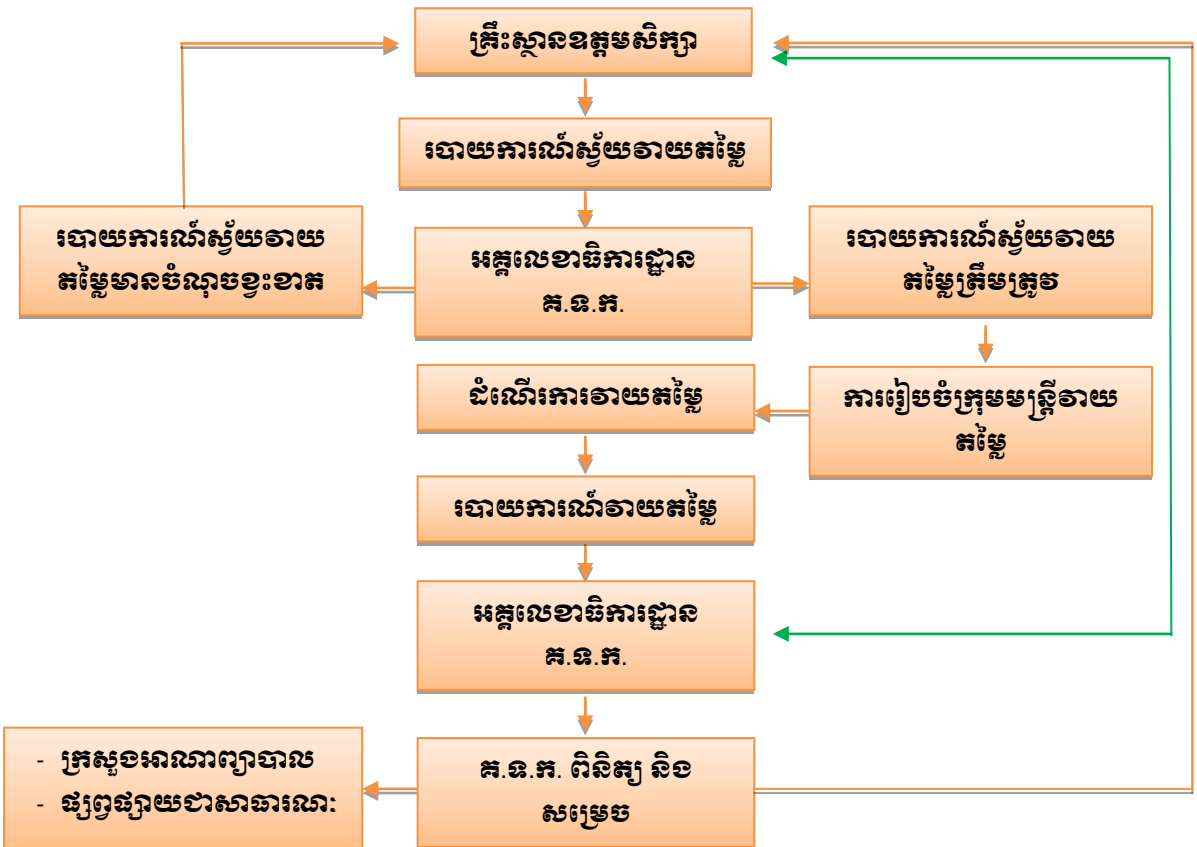 គ្រឹះស្ថានឧត្តមសិក្សា
របាយការណ៍ស្វ័យវាយតម្លៃ
របាយការណ៍ស្វ័យវាយ
តម្លៃមានចំណុចខ្វះខាត
អគ្គលេខាធិការដ្ឋាន
គ.ទ.ក.
របាយការណ៍ស្វ័យវាយ
តម្លៃត្រឹមត្រូវ
ដំណើរការវាយតម្លៃ
ការរៀបចំក្រុមមន្ត្រីវាយ
តម្លៃ
របាយការណ៍វាយតម្លៃ
អគ្គលេខាធិការដ្ឋាន
គ.ទ.ក.
- ក្រសួងអាណាព្យាបាល
- ផ្សព្វផ្សាយជាសាធារណៈ
គ.ទ.ក. ពិនិត្យ និង
សម្រេច